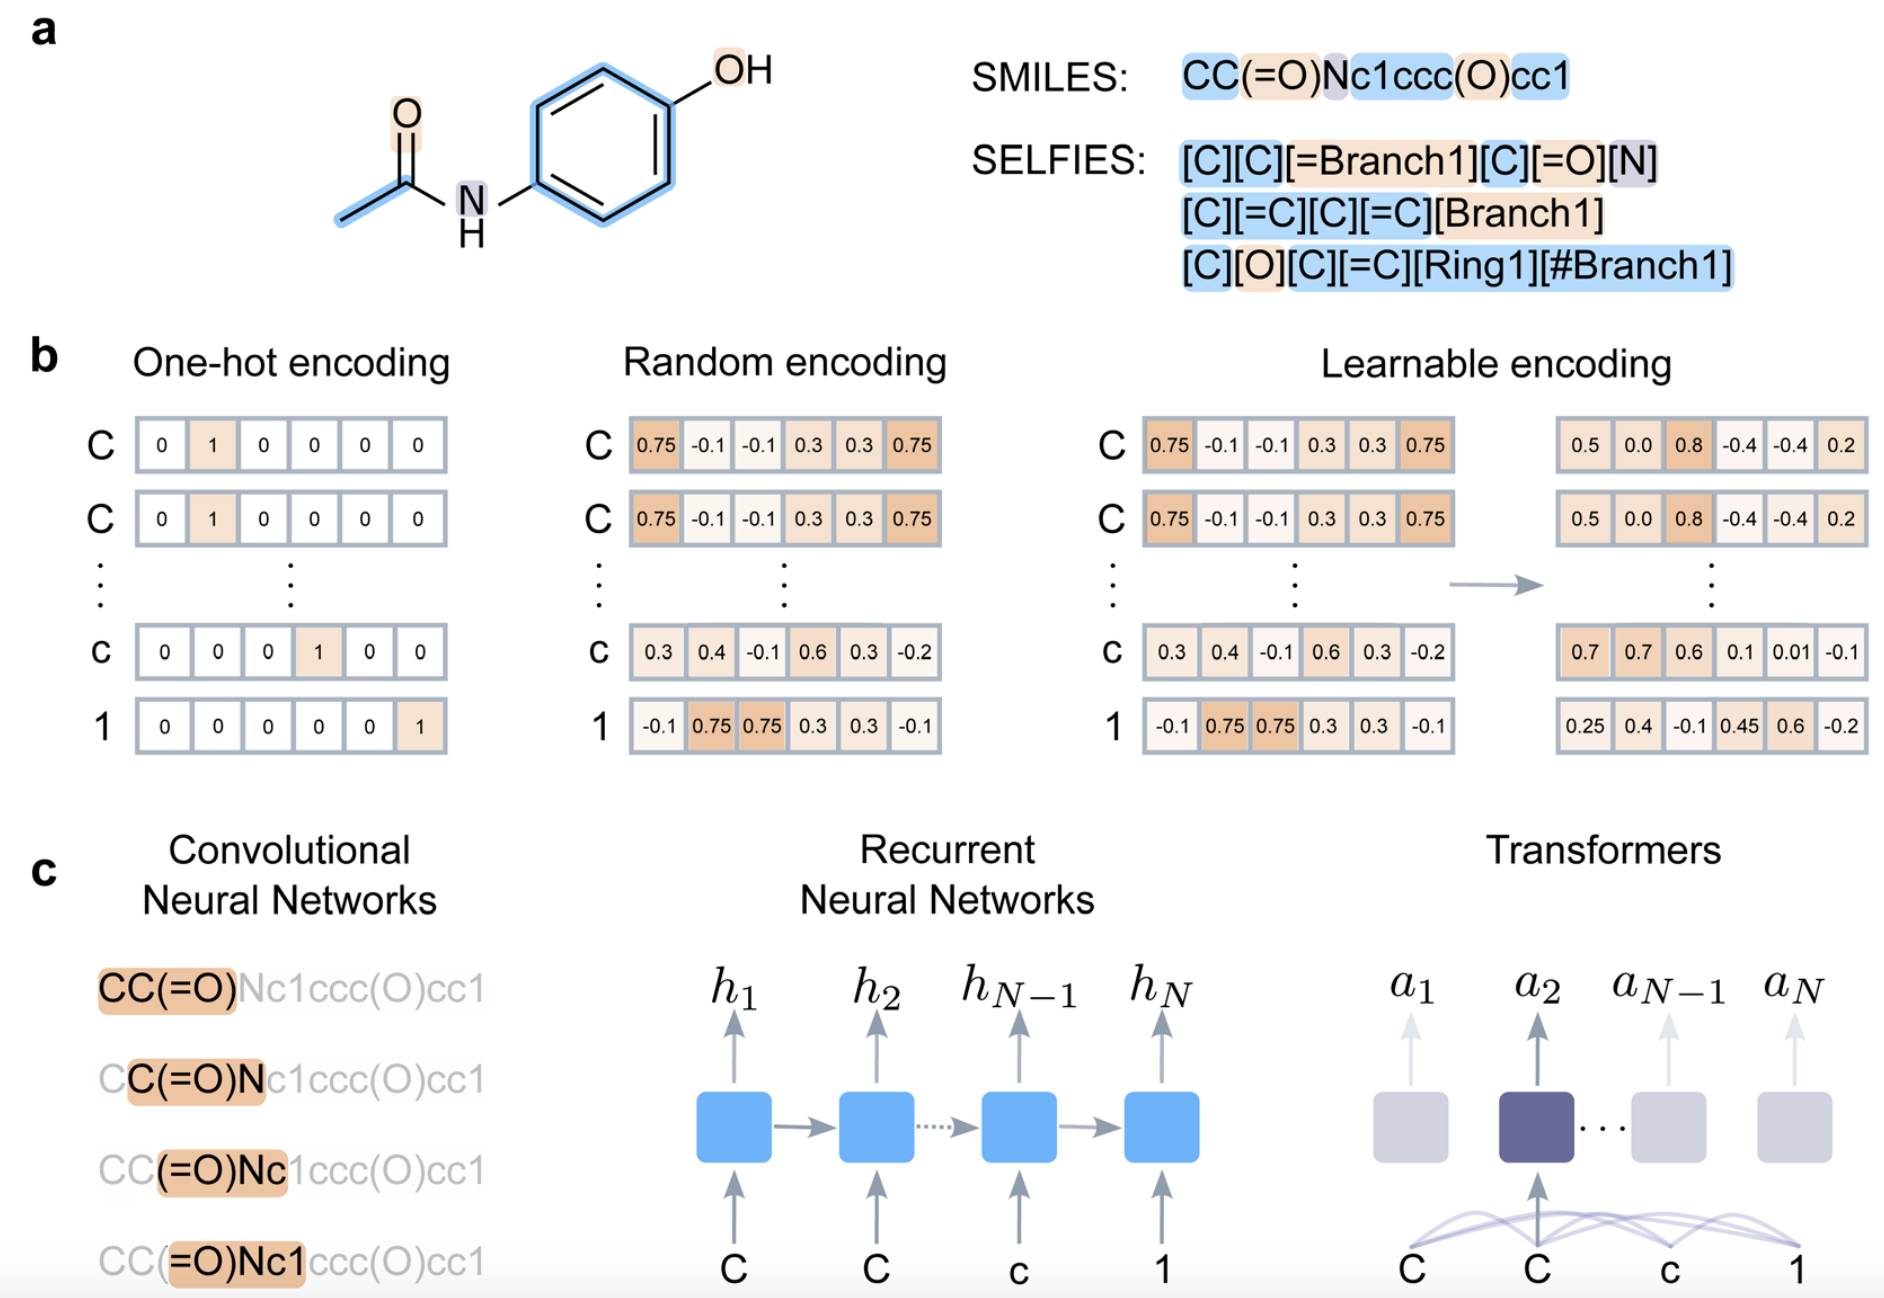 a
O
OH
N
H
SMILES: CC(=O)Nc1ccc(O)cc1
SELFIES: [C][C][=Branch1][C][=O][N]
[C][=C][C][=C][Branch1]
[C][O][C][=C][Ring1][#Branch1]
b
One-hot encoding
C 0 1 0 0 0 0
C 0 1 0 0 0 0
c 0 0 0 1 0 0
1 0 0 0 0 0 1
Random encoding
C 0.75 -0.1 -0.1 0.3 0.3 0.75
C 0.75 -0.1 -0.1 0.3 0.3 0.75
c 0.3 0.4 -0.1 0.6 0.3 -0.2
1 -0.1 0.75 0.75 0.3 0.3 -0.1
Learnable encoding
C 0.75 -0.1 -0.1 0.3 0.3 0.75 0.5 0.0 0.8 -0.4 -0.4 0.2
C 0.75 -0.1 -0.1 0.3 0.3 0.75 0.5 0.0 0.8 -0.4 -0.4 0.2
c 0.3 0.4 -0.1 0.6 0.3 -0.2 0.7 0.7 0.6 0.1 0.01 -0.1
1 -0.1 0.75 0.75 0.3 0.3 -0.1 0.25 0.4 -0.1 0.45 0.6 -0.2
c
Convolutional
Neural Networks
CC(=O)Nc1ccc(O)cc1
CC(=O)Nc1ccc(O)cc1
CC(=O)Nc1ccc(O)cc1
CC(=O)Nc1ccc(O)cc1
Recurrent
Neural Networks
h1 h2 hN−1 hN
C C c 1
Transformers
a1 a2 aN−1 aN
C C c 1